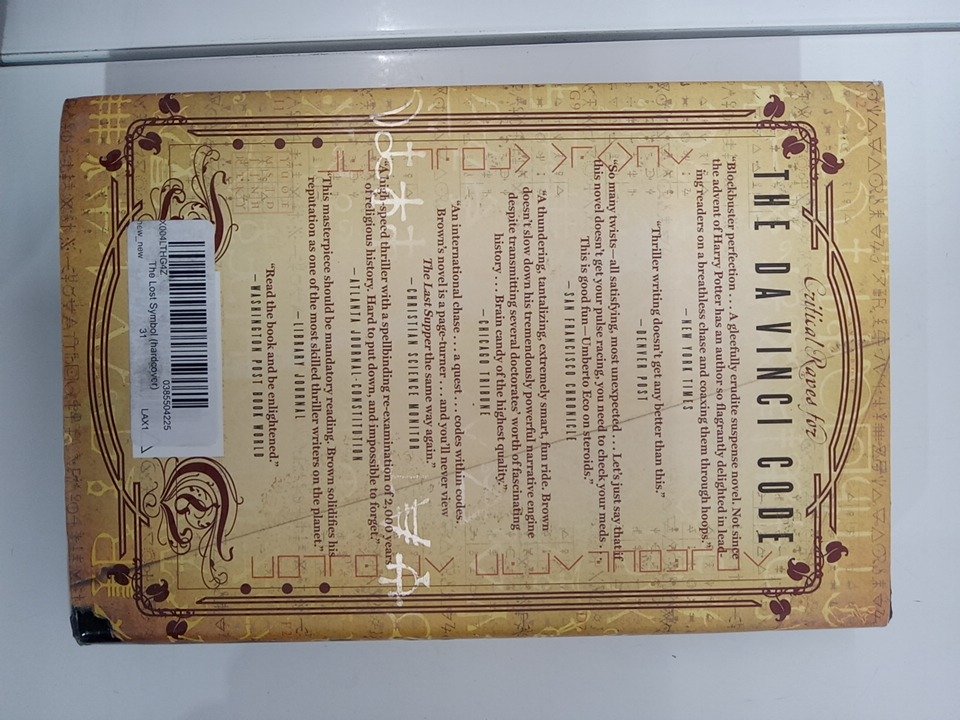 Critical Raves for
THE DA VINCI CODE
“Blockbuster perfection . . . A gleefully erudite suspense novel. Not since
the advent of Harry Potter has an author so flagrantly delighted in lead-
ing readers on a breathless chase and coaxing them through hoops.”
—NEW YORK TIMES
“Thriller writing doesn't get any better than this.”
—DENVER POST
“So many twists—all satisfying, most unexpected . . . Let's just say that if
this novel doesn't get your pulse racing, you need to check your meds . . .
This is good fun—Umberto Eco on steroids.”
—SAN FRANCISCO CHRONICLE
“A thundering, tantalizing, extremely smart, fun ride. Brown
doesn't slow down his tremendously powerful narrative engine
despite transmitting several doctorates' worth of fascinating
history . . . Brain candy of the highest quality.”
—CHICAGO TRIBUNE
“An international chase . . . a quest . . . codes within codes.
Brown's novel is page-turner . . . and you'll never view
The Last Supper the same way again.”
—CHRISTIAN SCIENCE MONITOR
“A high-speed thriller with a spellbinding re-examination of 2,000 years
of religious history. Hard to put down, and impossible to forget.”
—ATLANTA JOURNAL-CONSTITUTION
“This masterpiece should be mandatory reading. Brown solidifies his
reputation as one of the most skilled thriller writers on the planet.”
—LIBRARY JOURNAL
“Read the book and be enlightened.”
—WASHINGTON POST BOOK WORLD
0385504225
LAX1
The Lost Symbol (hardcover)
31
new_new